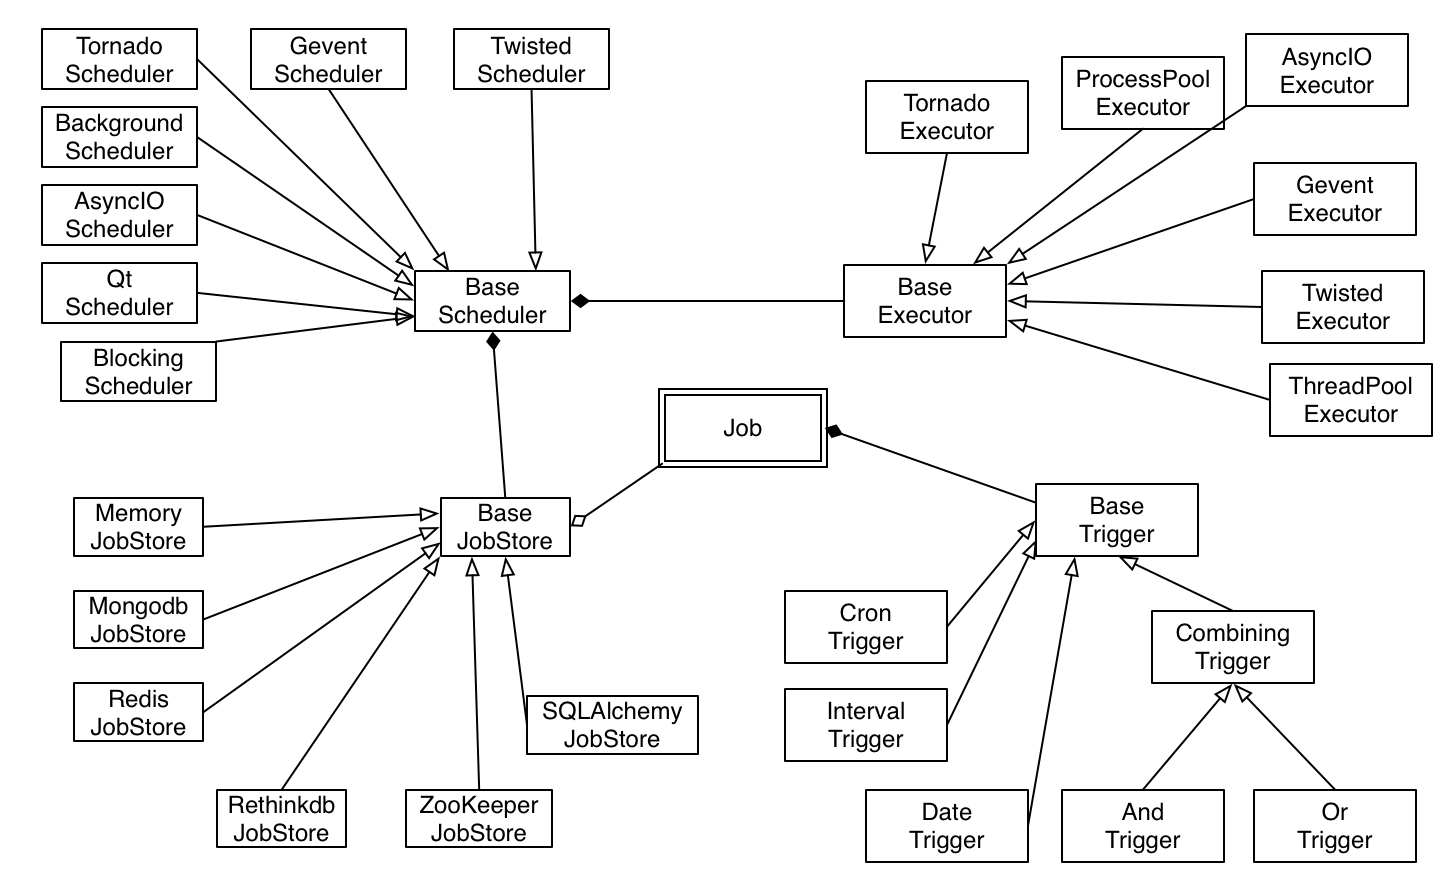 Tornado
Scheduler
Gevent
Scheduler
Twisted
Scheduler
Background
Scheduler
AsyncIO
Scheduler
Qt
Scheduler
Blocking
Scheduler
Base
Scheduler
Tornado
Executor
ProcessPool
Executor
AsyncIO
Executor
Gevent
Executor
Twisted
Executor
ThreadPool
Executor
Base
Executor
Job
Base
JobStore
Memory
JobStore
Mongodb
JobStore
Redis
JobStore
Rethinkdb
JobStore
ZooKeeper
JobStore
SQLAlchemy
JobStore
Base
Trigger
Cron
Trigger
Interval
Trigger
Date
Trigger
Combining
Trigger
And
Trigger
Or
Trigger